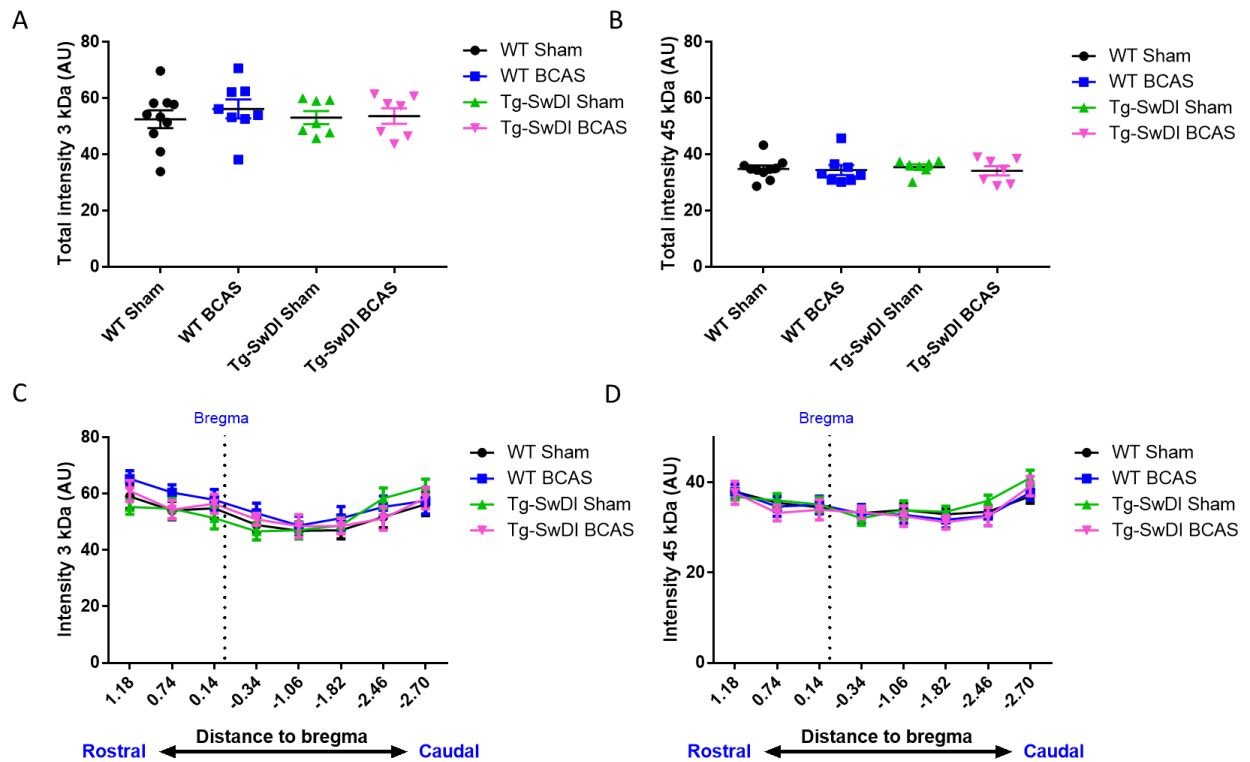 A
Total intensity 3 kDa (AU)
80
60
40
20
0
WT Sham
WT BCAS
Tg-SwDI Sham
Tg-SwDI BCAS
WT Sham
WT BCAS
Tg-SwDI Sham
Tg-SwDI BCAS
B
Total intensity 45 kDa (AU)
80
60
40
20
0
WT Sham
WT BCAS
Tg-SwDI Sham
Tg-SwDI BCAS
WT Sham
WT BCAS
Tg-SwDI Sham
Tg-SwDI BCAS
C
Bregma
Intensity 3 kDa (AU)
80
60
40
20
0
1.18
0.74
0.14
-0.34
-1.06
-1.82
-2.46
-2.70
WT Sham
WT BCAS
Tg-SwDI Sham
Tg-SwDI BCAS
Distance to bregma
Rostral
Caudal
D
Bregma
Intensity 45 kDa (AU)
40
20
0
1.18
0.74
0.14
-0.34
-1.06
-1.82
-2.46
-2.70
WT Sham
WT BCAS
Tg-SwDI Sham
Tg-SwDI BCAS
Distance to bregma
Rostral
Caudal